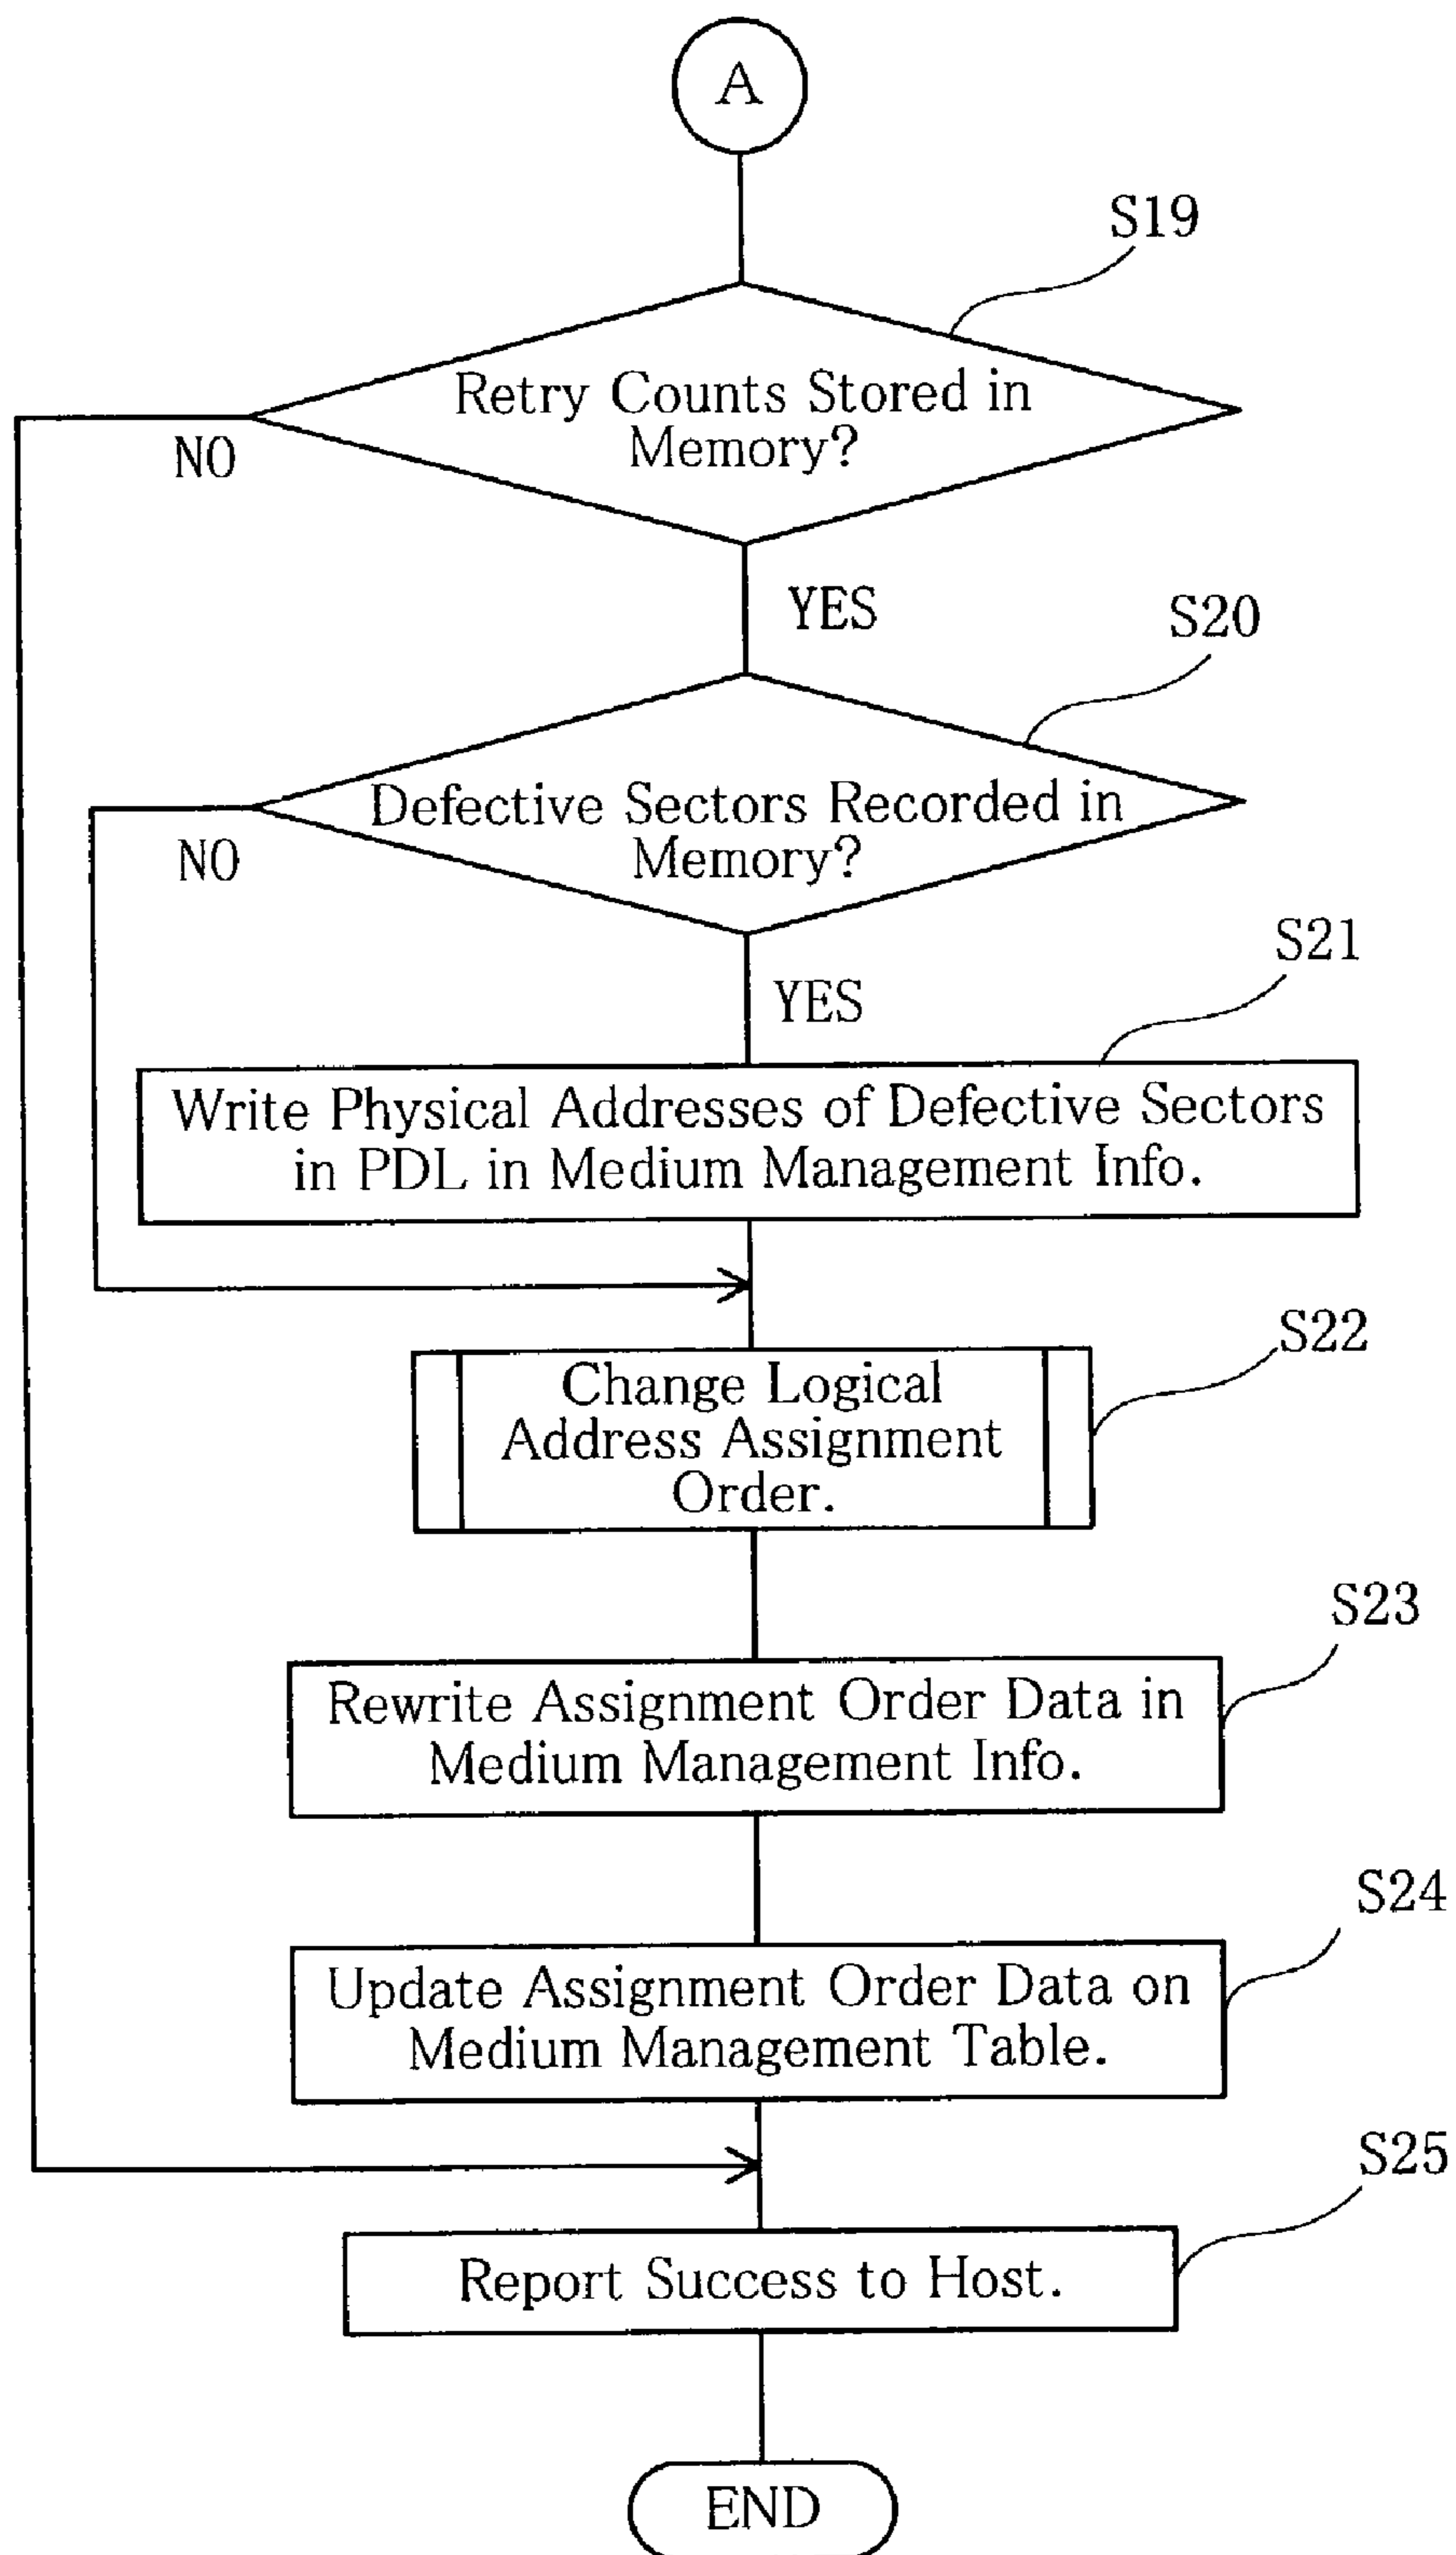 A
S19
Retry Counts Stored in
Memory?
NO
YES
S20
Defective Sectors Recorded in
Memory?
NO
YES
S21
Write Physical Addresses of Defective Sectors
in PDL in Medium Management Info.
S22
Change Logical
Address Assignment
Order.
S23
Rewrite Assignment Order Data in
Medium Management Info.
S24
Update Assignment Order Data on
Medium Management Table.
S25
Report Success to Host.
END